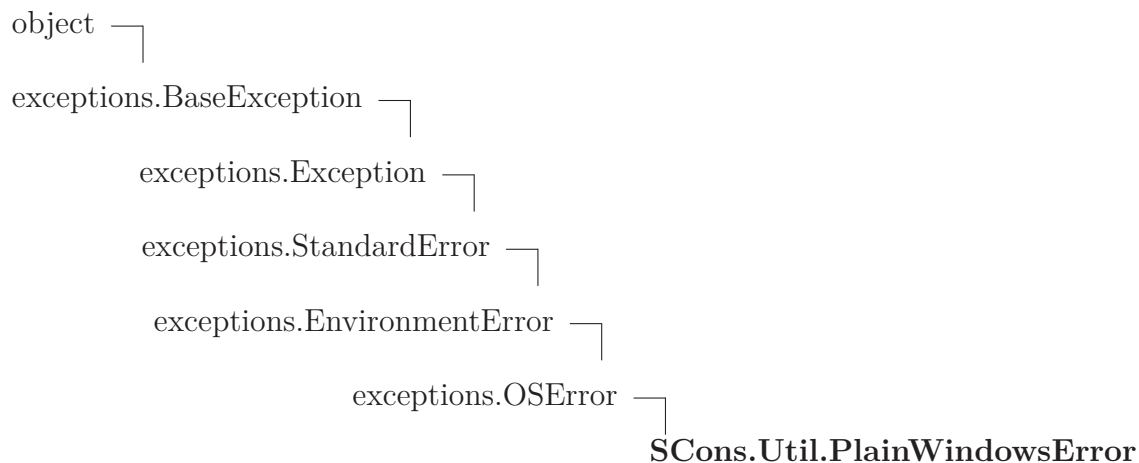 object
exceptions.BaseException
exceptions.Exception
exceptions.StandardError
exceptions.EnvironmentError
exceptions.OSError
SCons.Util.PlainWindowsError